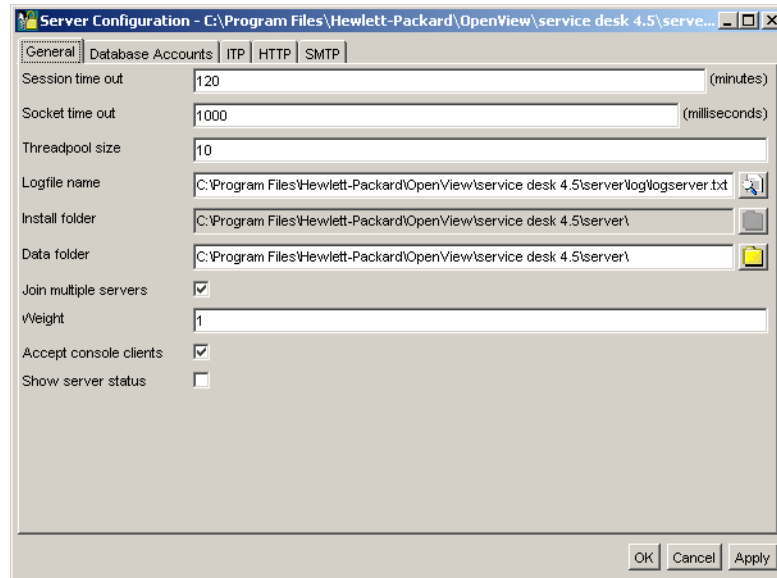 Server Configuration - C:\Program Files\Hewlett-Packard\OpenView\service desk 4.5\serve...
General Database Accounts ITP HTTP SMTP
Session time out 120 (minutes)
Socket time out 1000 (milliseconds)
Threadpool size 10
Logfile name C:\Program Files\Hewlett-Packard\OpenView\service desk 4.5\server\log\logserver.txt
Install folder C:\Program Files\Hewlett-Packard\OpenView\service desk 4.5\server\
Data folder C:\Program Files\Hewlett-Packard\OpenView\service desk 4.5\server\
Join multiple servers
Weight 1
Accept console clients
Show server status
OK Cancel Apply